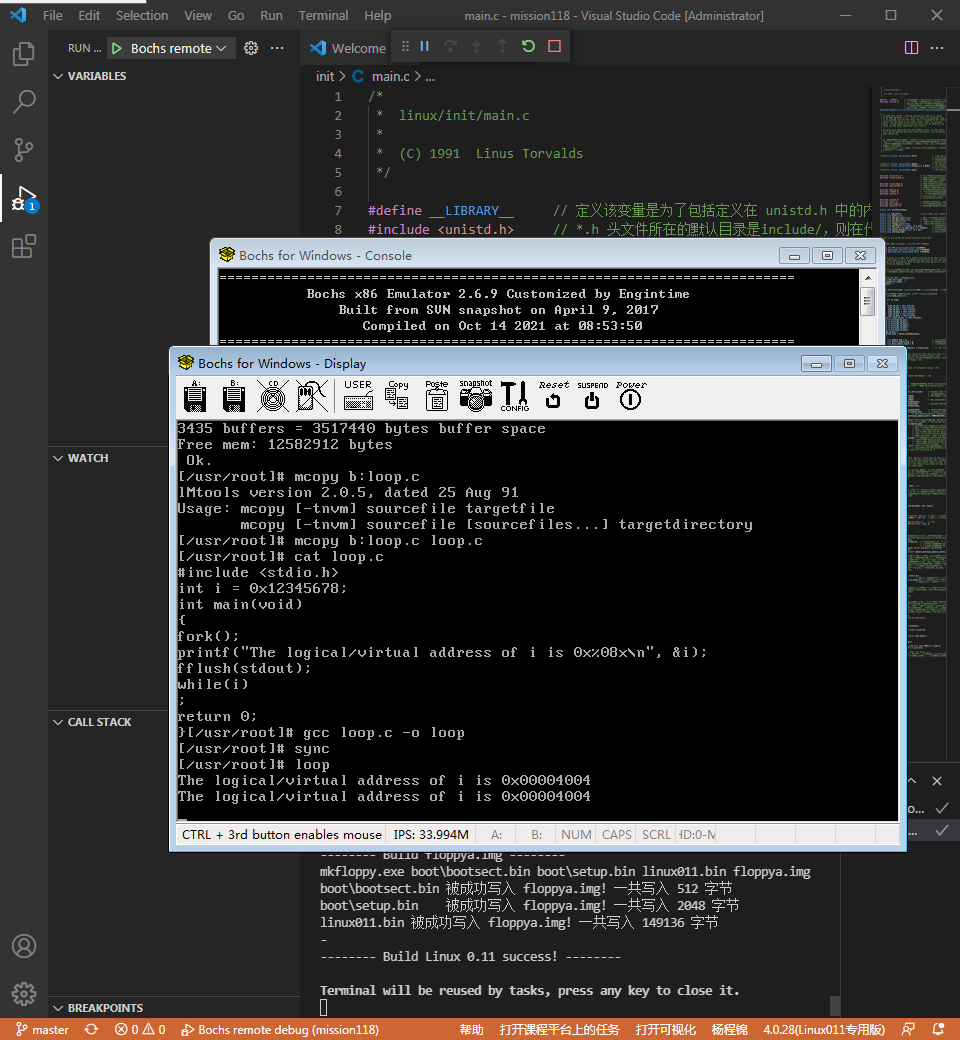 File Edit Selection View Go Run Terminal Help main.c - mission118 - Visual Studio Code [Administrator]
RUN ... Bochs remote
Welcome
VARIABLES
init > C main.c > ...
1 /*
2 * linux/init/main.c
3 *
4 * (C) 1991 Linus Torvalds
5 */
6
7 #define __LIBRARY__ // 定义该变量是为了包括定义在 unistd.h 中的内
8 #include <unistd.h> // *.h 头文件所在的默认目录是include/，则在代
Bochs for Windows - Console
========================================================================
Bochs x86 Emulator 2.6.9 Customized by Engintime
Built from SVN snapshot on April 9, 2017
Compiled on Oct 14 2021 at 08:53:50
========================================================================
Bochs for Windows - Display
A: B: CD USER Copy Paste snapshot CONFIG Reset SUSPEND Power
3435 buffers = 3517440 bytes buffer space
Free mem: 12582912 bytes
Ok.
[/usr/root]# mcopy b:loop.c
lMtools version 2.0.5, dated 25 Aug 91
Usage: mcopy [-tnvm] sourcefile targetfile
mcopy [-tnvm] sourcefile [sourcefiles...] targetdirectory
[/usr/root]# mcopy b:loop.c loop.c
[/usr/root]# cat loop.c
#include <stdio.h>
int i = 0x12345678;
int main(void)
{
fork();
printf("The logical/virtual address of i is 0x%08x\n", &i);
fflush(stdout);
while(i)
;
return 0;
}[/usr/root]# gcc loop.c -o loop
[/usr/root]# sync
[/usr/root]# loop
The logical/virtual address of i is 0x00004004
The logical/virtual address of i is 0x00004004
CTRL + 3rd button enables mouse IPS: 33.994M A: B: NUM CAPS SCRL HD:0-M
WATCH
CALL STACK
o...
...
-------- Build floppya.img --------
mkfloppy.exe boot\bootsect.bin boot\setup.bin linux011.bin floppya.img
boot\bootsect.bin 被成功写入 floppya.img! 一共写入 512 字节
boot\setup.bin 被成功写入 floppya.img! 一共写入 2048 字节
linux011.bin 被成功写入 floppya.img! 一共写入 149136 字节
-
-------- Build Linux 0.11 success! --------
Terminal will be reused by tasks, press any key to close it.
BREAKPOINTS
1
master 0 0 Bochs remote debug (mission118) 帮助 打开课程平台上的任务 打开可视化 杨程锦 4.0.28(Linux011专用版)